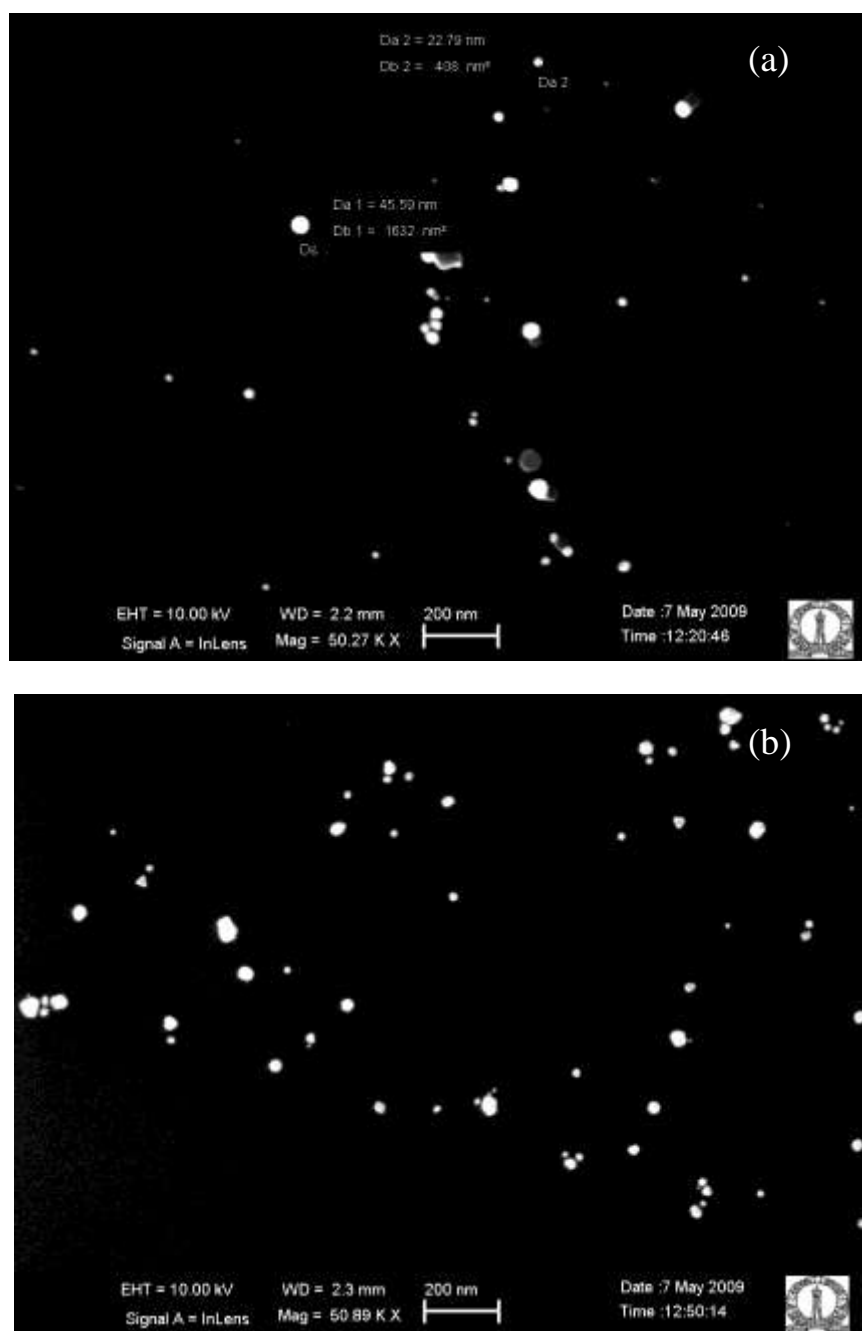 Da 2 = 22.79 nm
(a)
Db 2 = 408 nm²
Da 2
Da 1 = 45.59 nm
Db 1 = 1632 nm²
EHT = 10.00 kV WD = 2.2 mm 200 nm Date :7 May 2009
Signal A = InLens Mag = 50.27 K X Time :12:20:46
(b)
EHT = 10.00 kV WD = 2.3 mm 200 nm Date :7 May 2009
Signal A = InLens Mag = 50.89 K X Time :12:50:14